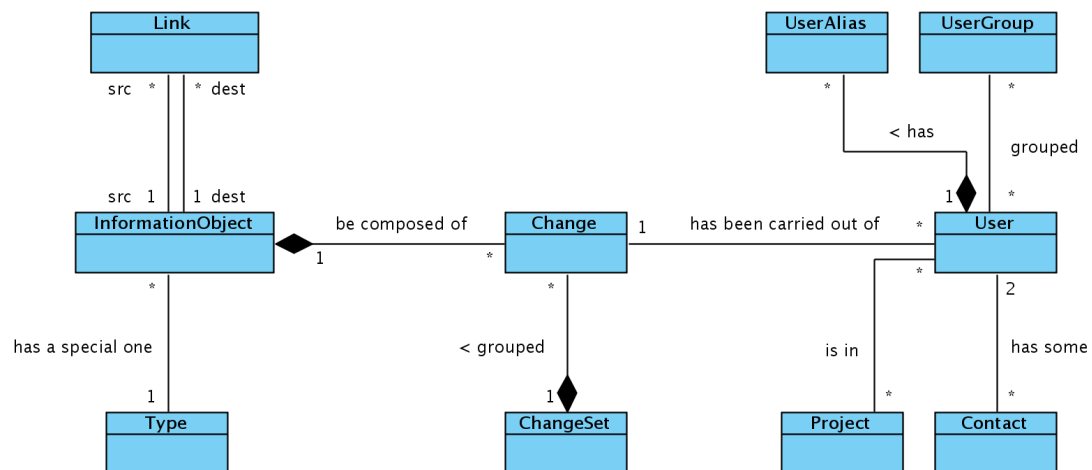 Link
UserAlias
UserGroup
src * * dest
* *
< has
grouped
src 1 1 dest
1 *
InformationObject
Change
User
be composed of
1 has been carried out of *
1 *
*
* * 2
has a special one
< grouped
is in
has some
1 1 * *
Type
ChangeSet
Project
Contact